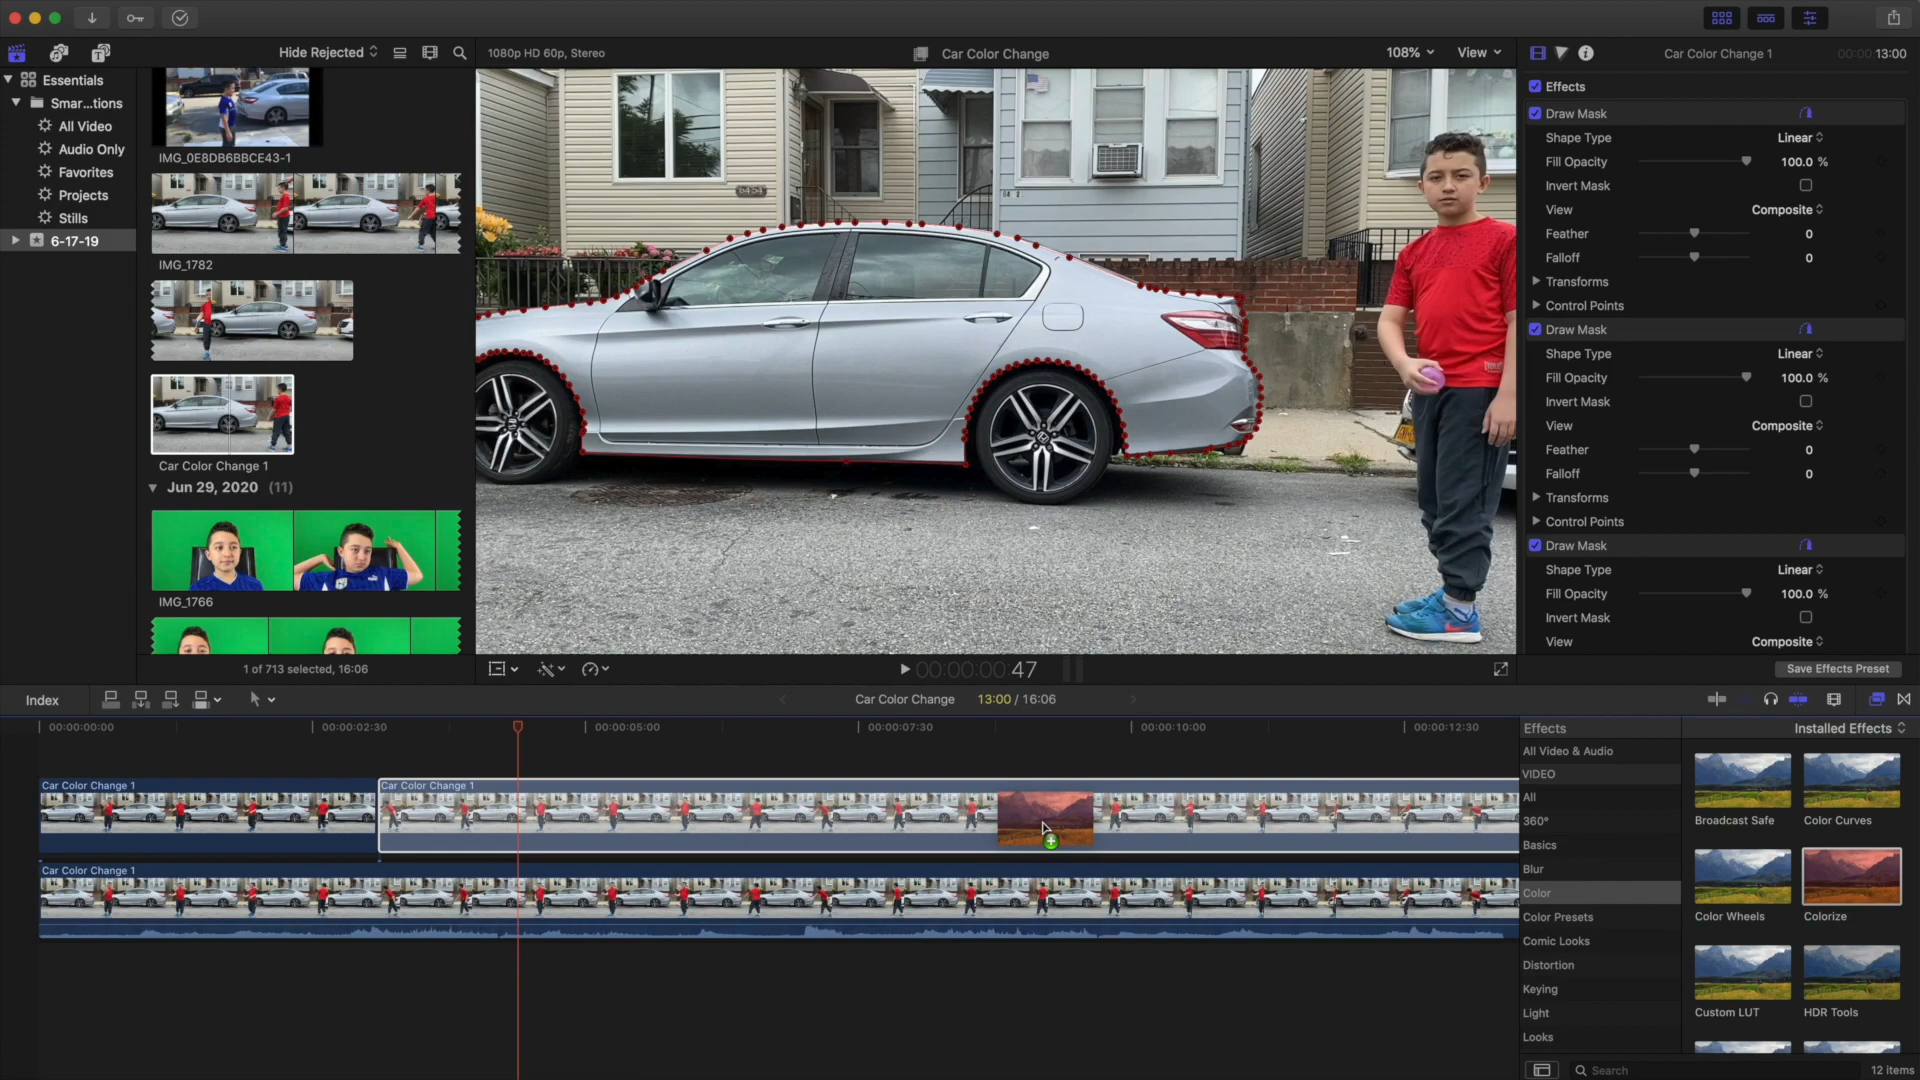 Hide Rejected
1080p HD 60p, Stereo
Car Color Change
108%
View
Car Color Change 1
00:00:13:00
Essentials
Smar...tions
All Video
Audio Only
Favorites
Projects
Stills
6-17-19
IMG_0E8DB6BBCE43-1
IMG_1782
Car Color Change 1
Jun 29, 2020 (11)
IMG_1766
1 of 713 selected, 16:06
6454
Effects
Draw Mask
Shape Type Linear
Fill Opacity 100.0 %
Invert Mask
View Composite
Feather 0
Falloff 0
Transforms
Control Points
Draw Mask
Shape Type Linear
Fill Opacity 100.0 %
Invert Mask
View Composite
Feather 0
Falloff 0
Transforms
Control Points
Draw Mask
Shape Type Linear
Fill Opacity 100.0 %
Invert Mask
View Composite
Save Effects Preset
00:00:00:47
Index
Car Color Change 13:00 / 16:06
00:00:00:00
00:00:02:30
00:00:05:00
00:00:07:30
00:00:10:00
00:00:12:30
Car Color Change 1
Car Color Change 1
Car Color Change 1
Effects
Installed Effects
All Video & Audio
VIDEO
All
360°
Basics
Blur
Color
Color Presets
Comic Looks
Distortion
Keying
Light
Looks
Broadcast Safe
Color Curves
Color Wheels
Colorize
Custom LUT
HDR Tools
Search
12 items